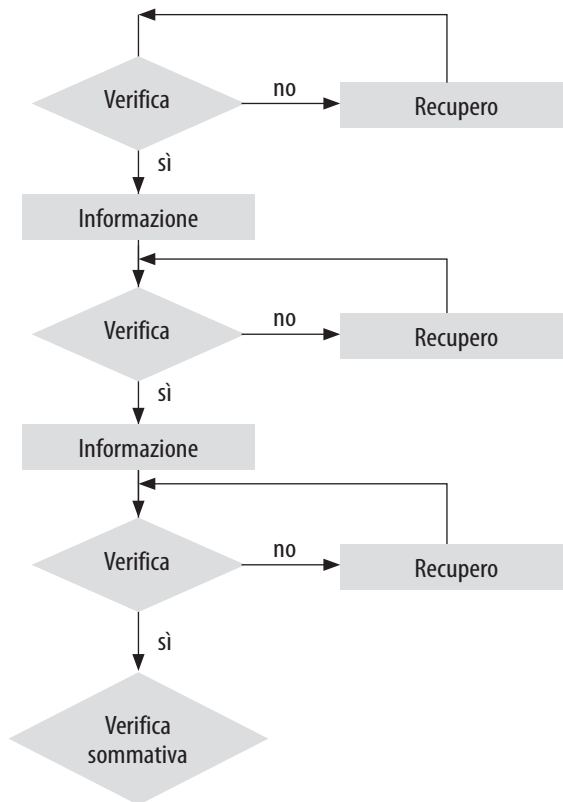 Verifica
no
Recupero
sì
Informazione
Verifica
no
Recupero
sì
Informazione
Verifica
no
Recupero
sì
Verifica
sommativa